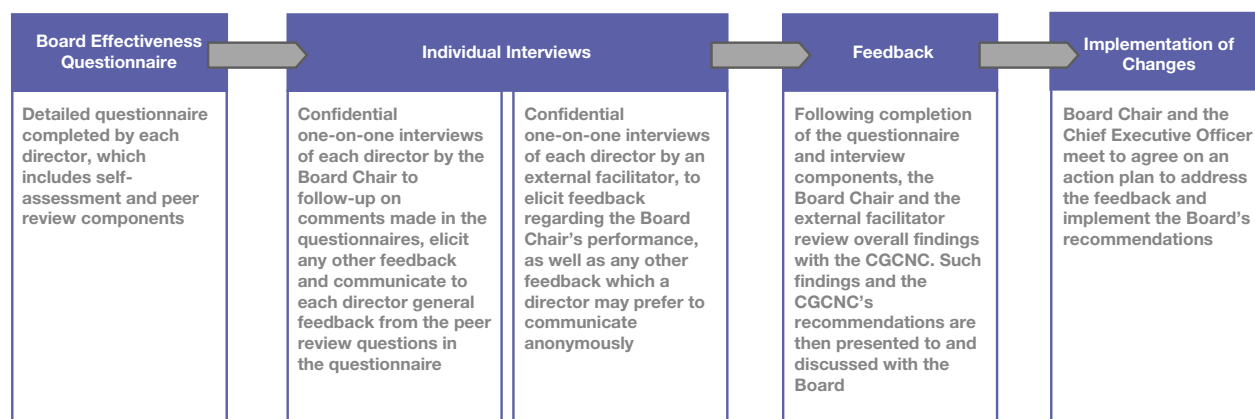 Board Effectiveness
Questionnaire
Detailed questionnaire
completed by each
director, which
includes self-
assessment and peer
review components
Individual Interviews
Confidential
one-on-one interviews
of each director by the
Board Chair to
follow-up on
comments made in the
questionnaires, elicit
any other feedback
and communicate to
each director general
feedback from the peer
review questions in
the questionnaire
Confidential
one-on-one interviews
of each director by an
external facilitator, to
elicit feedback
regarding the Board
Chair's performance,
as well as any other
feedback which a
director may prefer to
communicate
anonymously
Feedback
Following completion
of the questionnaire
and interview
components, the
Board Chair and the
external facilitator
review overall findings
with the CGCNC. Such
findings and the
CGCNC's
recommendations are
then presented to and
discussed with the
Board
Implementation of
Changes
Board Chair and the
Chief Executive Officer
meet to agree on an
action plan to address
the feedback and
implement the Board's
recommendations